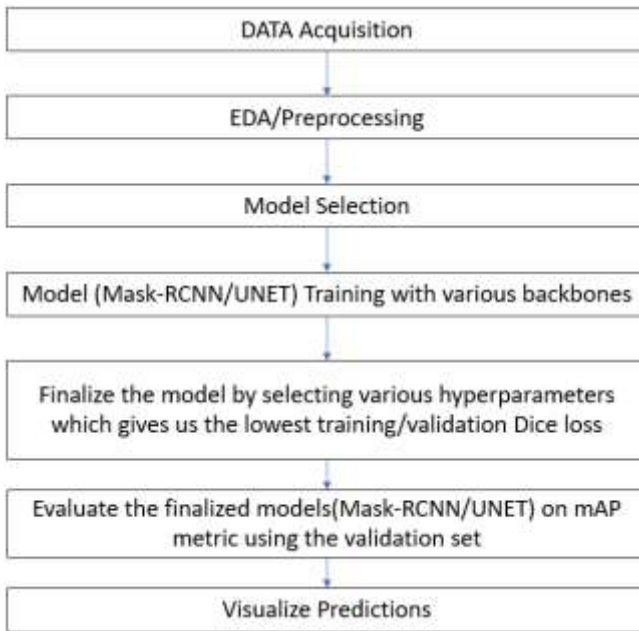 DATA Acquisition
EDA/Preprocessing
Model Selection
Model (Mask-RCNN/UNET) Training with various backbones
Finalize the model by selecting various hyperparameters
which gives us the lowest training/validation Dice loss
Evaluate the finalized models(Mask-RCNN/UNET) on mAP
metric using the validation set
Visualize Predictions